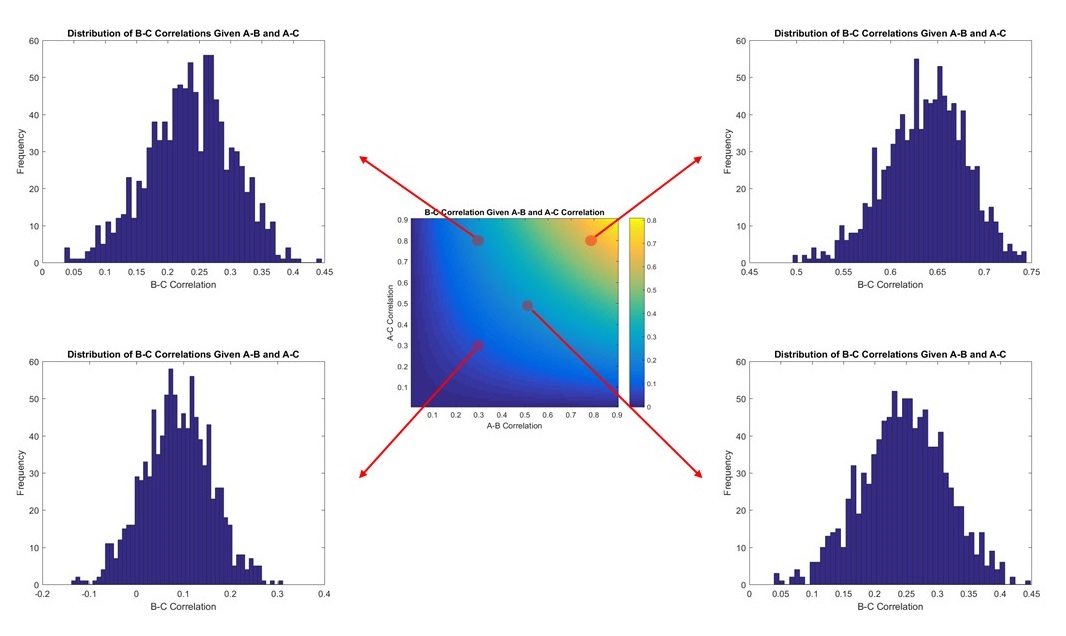 Distribution of B-C Correlations Given A-B and A-C
60
50
40
30
20
10
0
Frequency
0 0.05 0.1 0.15 0.2 0.25 0.3 0.35 0.4 0.45
B-C Correlation
Distribution of B-C Correlations Given A-B and A-C
60
50
40
30
20
10
0
Frequency
0.45 0.5 0.55 0.6 0.65 0.7 0.75
B-C Correlation
B-C Correlation Given A-B and A-C Correlation
0.9
0.8
0.7
0.6
0.5
0.4
0.3
0.2
0.1
A-C Correlation
0.1 0.2 0.3 0.4 0.5 0.6 0.7 0.8 0.9
A-B Correlation
0.8
0.7
0.6
0.5
0.4
0.3
0.2
0.1
0
Distribution of B-C Correlations Given A-B and A-C
60
50
40
30
20
10
0
Frequency
-0.2 -0.1 0 0.1 0.2 0.3 0.4
B-C Correlation
Distribution of B-C Correlations Given A-B and A-C
60
50
40
30
20
10
0
Frequency
0 0.05 0.1 0.15 0.2 0.25 0.3 0.35 0.4 0.45
B-C Correlation